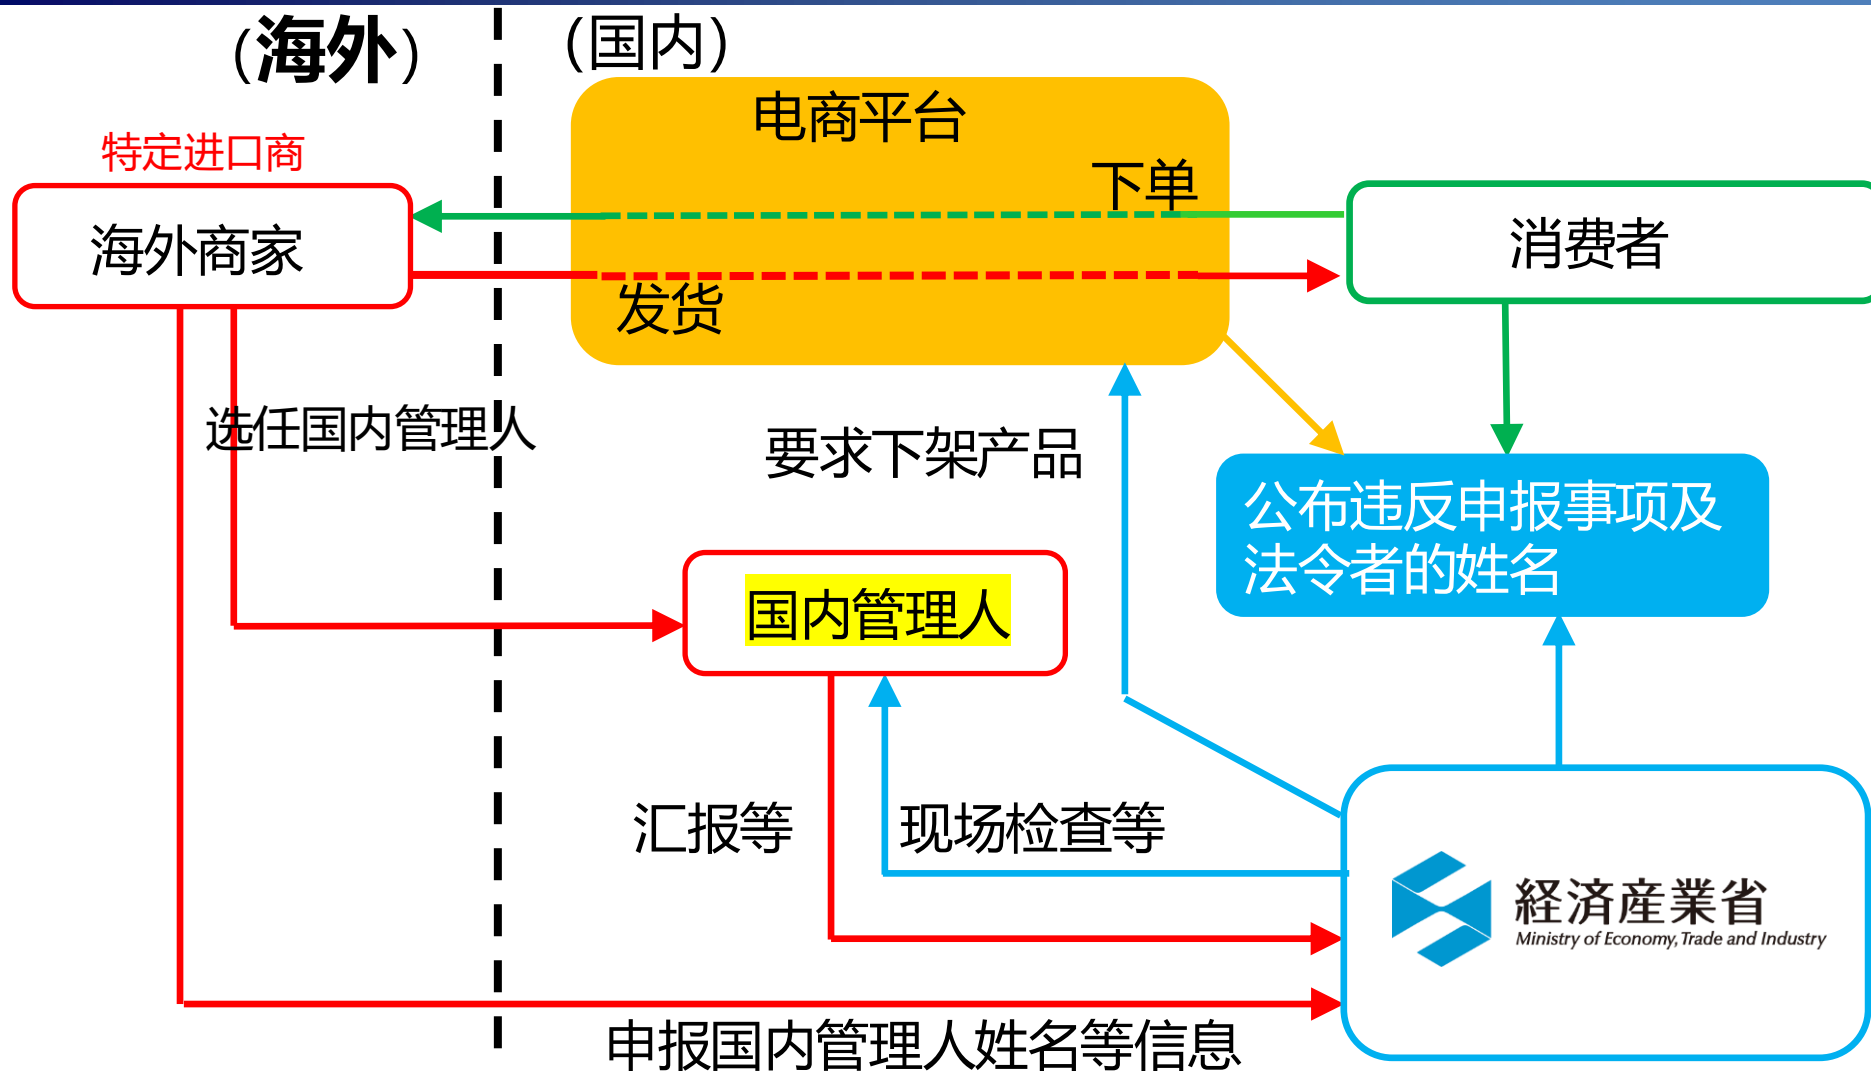 （海外）
（国内）
电商平台
特定进口商
下单
海外商家
消费者
发货
选任国内管理人
要求下架产品
公布违反申报事项及
法令者的姓名
国内管理人
汇报等
现场检查等
経済産業省
Ministry of Economy, Trade and Industry
申报国内管理人姓名等信息